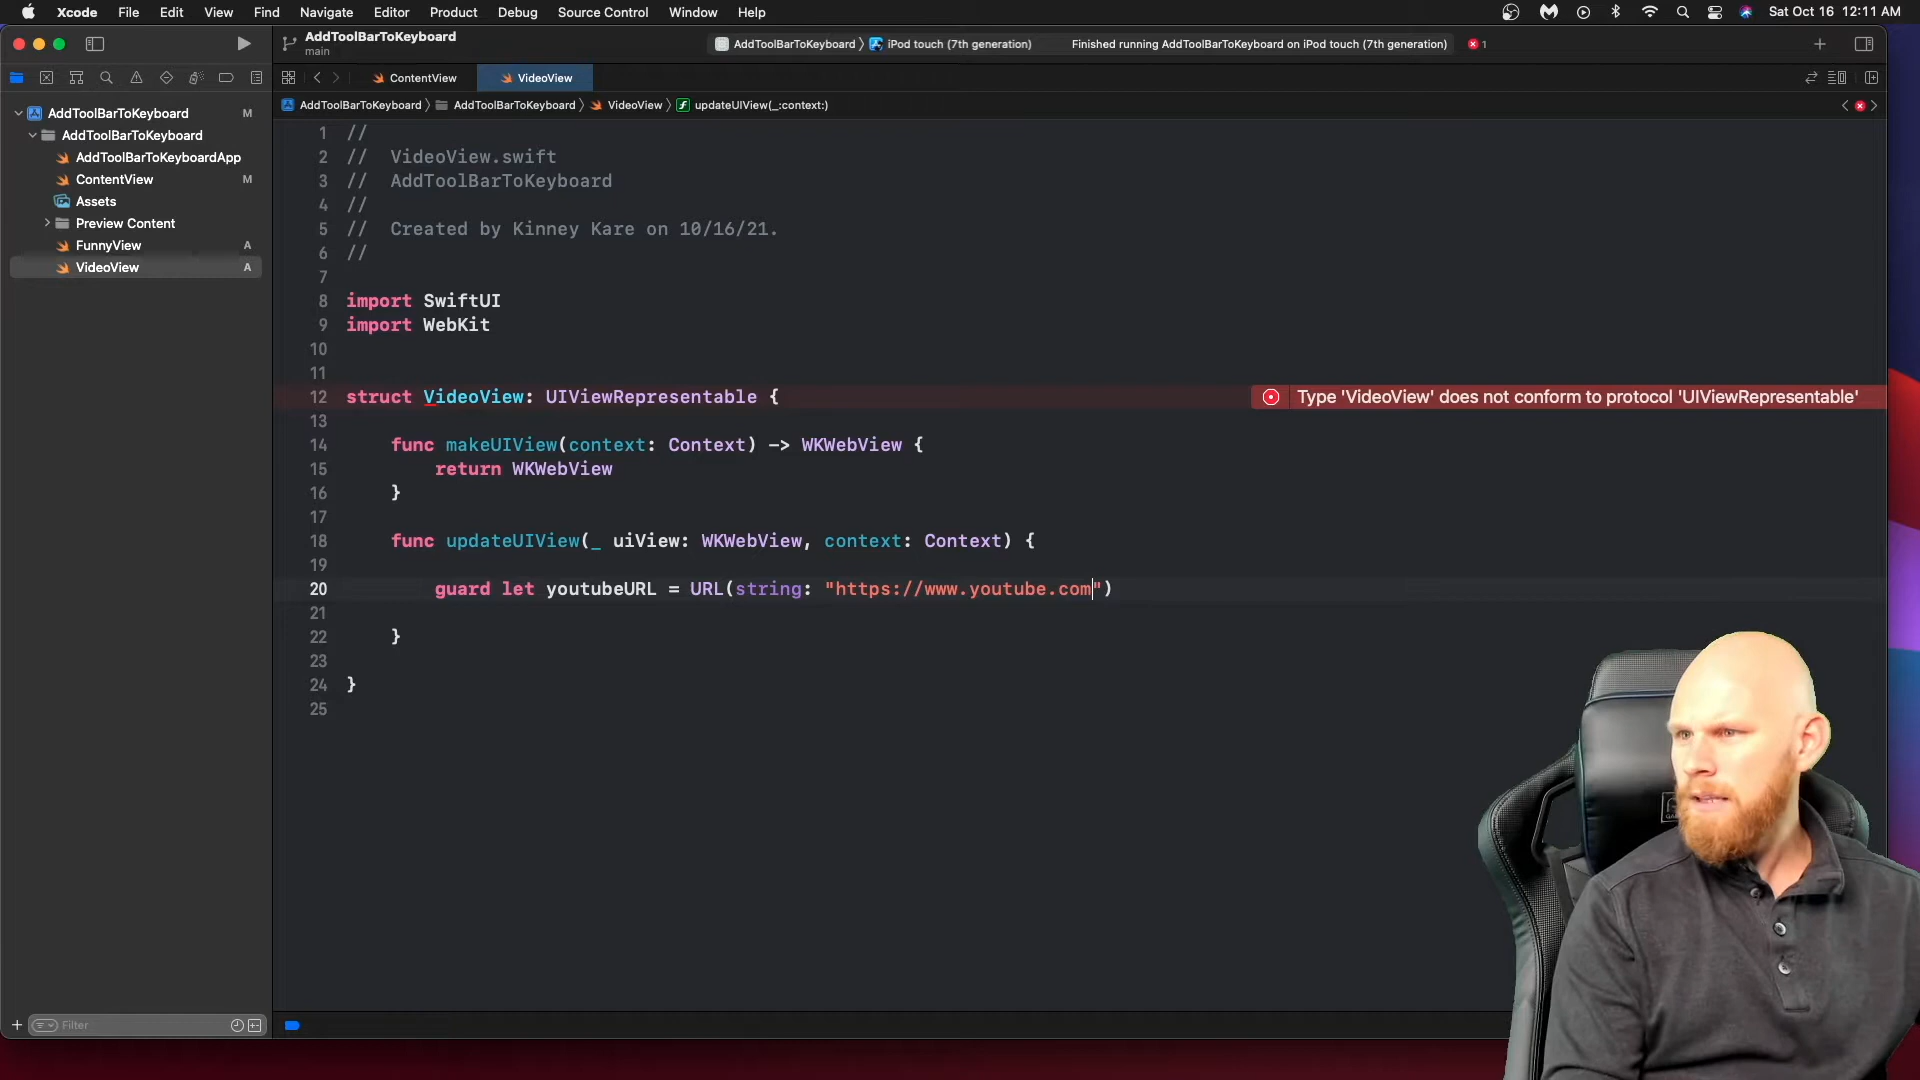 Xcode File Edit View Find Navigate Editor Product Debug Source Control Window Help Sat Oct 16 12:11 AM
AddToolBarToKeyboard
main
AddToolBarToKeyboard iPod touch (7th generation) Finished running AddToolBarToKeyboard on iPod touch (7th generation) 1
ContentView VideoView
AddToolBarToKeyboard AddToolBarToKeyboard VideoView updateUIView(_:context:)
AddToolBarToKeyboard M
AddToolBarToKeyboard
AddToolBarToKeyboardApp
ContentView M
Assets
Preview Content
FunnyView A
VideoView A
Filter
1 //
2 //  VideoView.swift
3 //  AddToolBarToKeyboard
4 //
5 //  Created by Kinney Kare on 10/16/21.
6 //
7
8 import SwiftUI
9 import WebKit
10
11
12 struct VideoView: UIViewRepresentable { Type 'VideoView' does not conform to protocol 'UIViewRepresentable'
13
14 func makeUIView(context: Context) -> WKWebView {
15 return WKWebView
16 }
17
18 func updateUIView(_ uiView: WKWebView, context: Context) {
19
20 guard let youtubeURL = URL(string: "https://www.youtube.com")
21
22 }
23
24 }
25